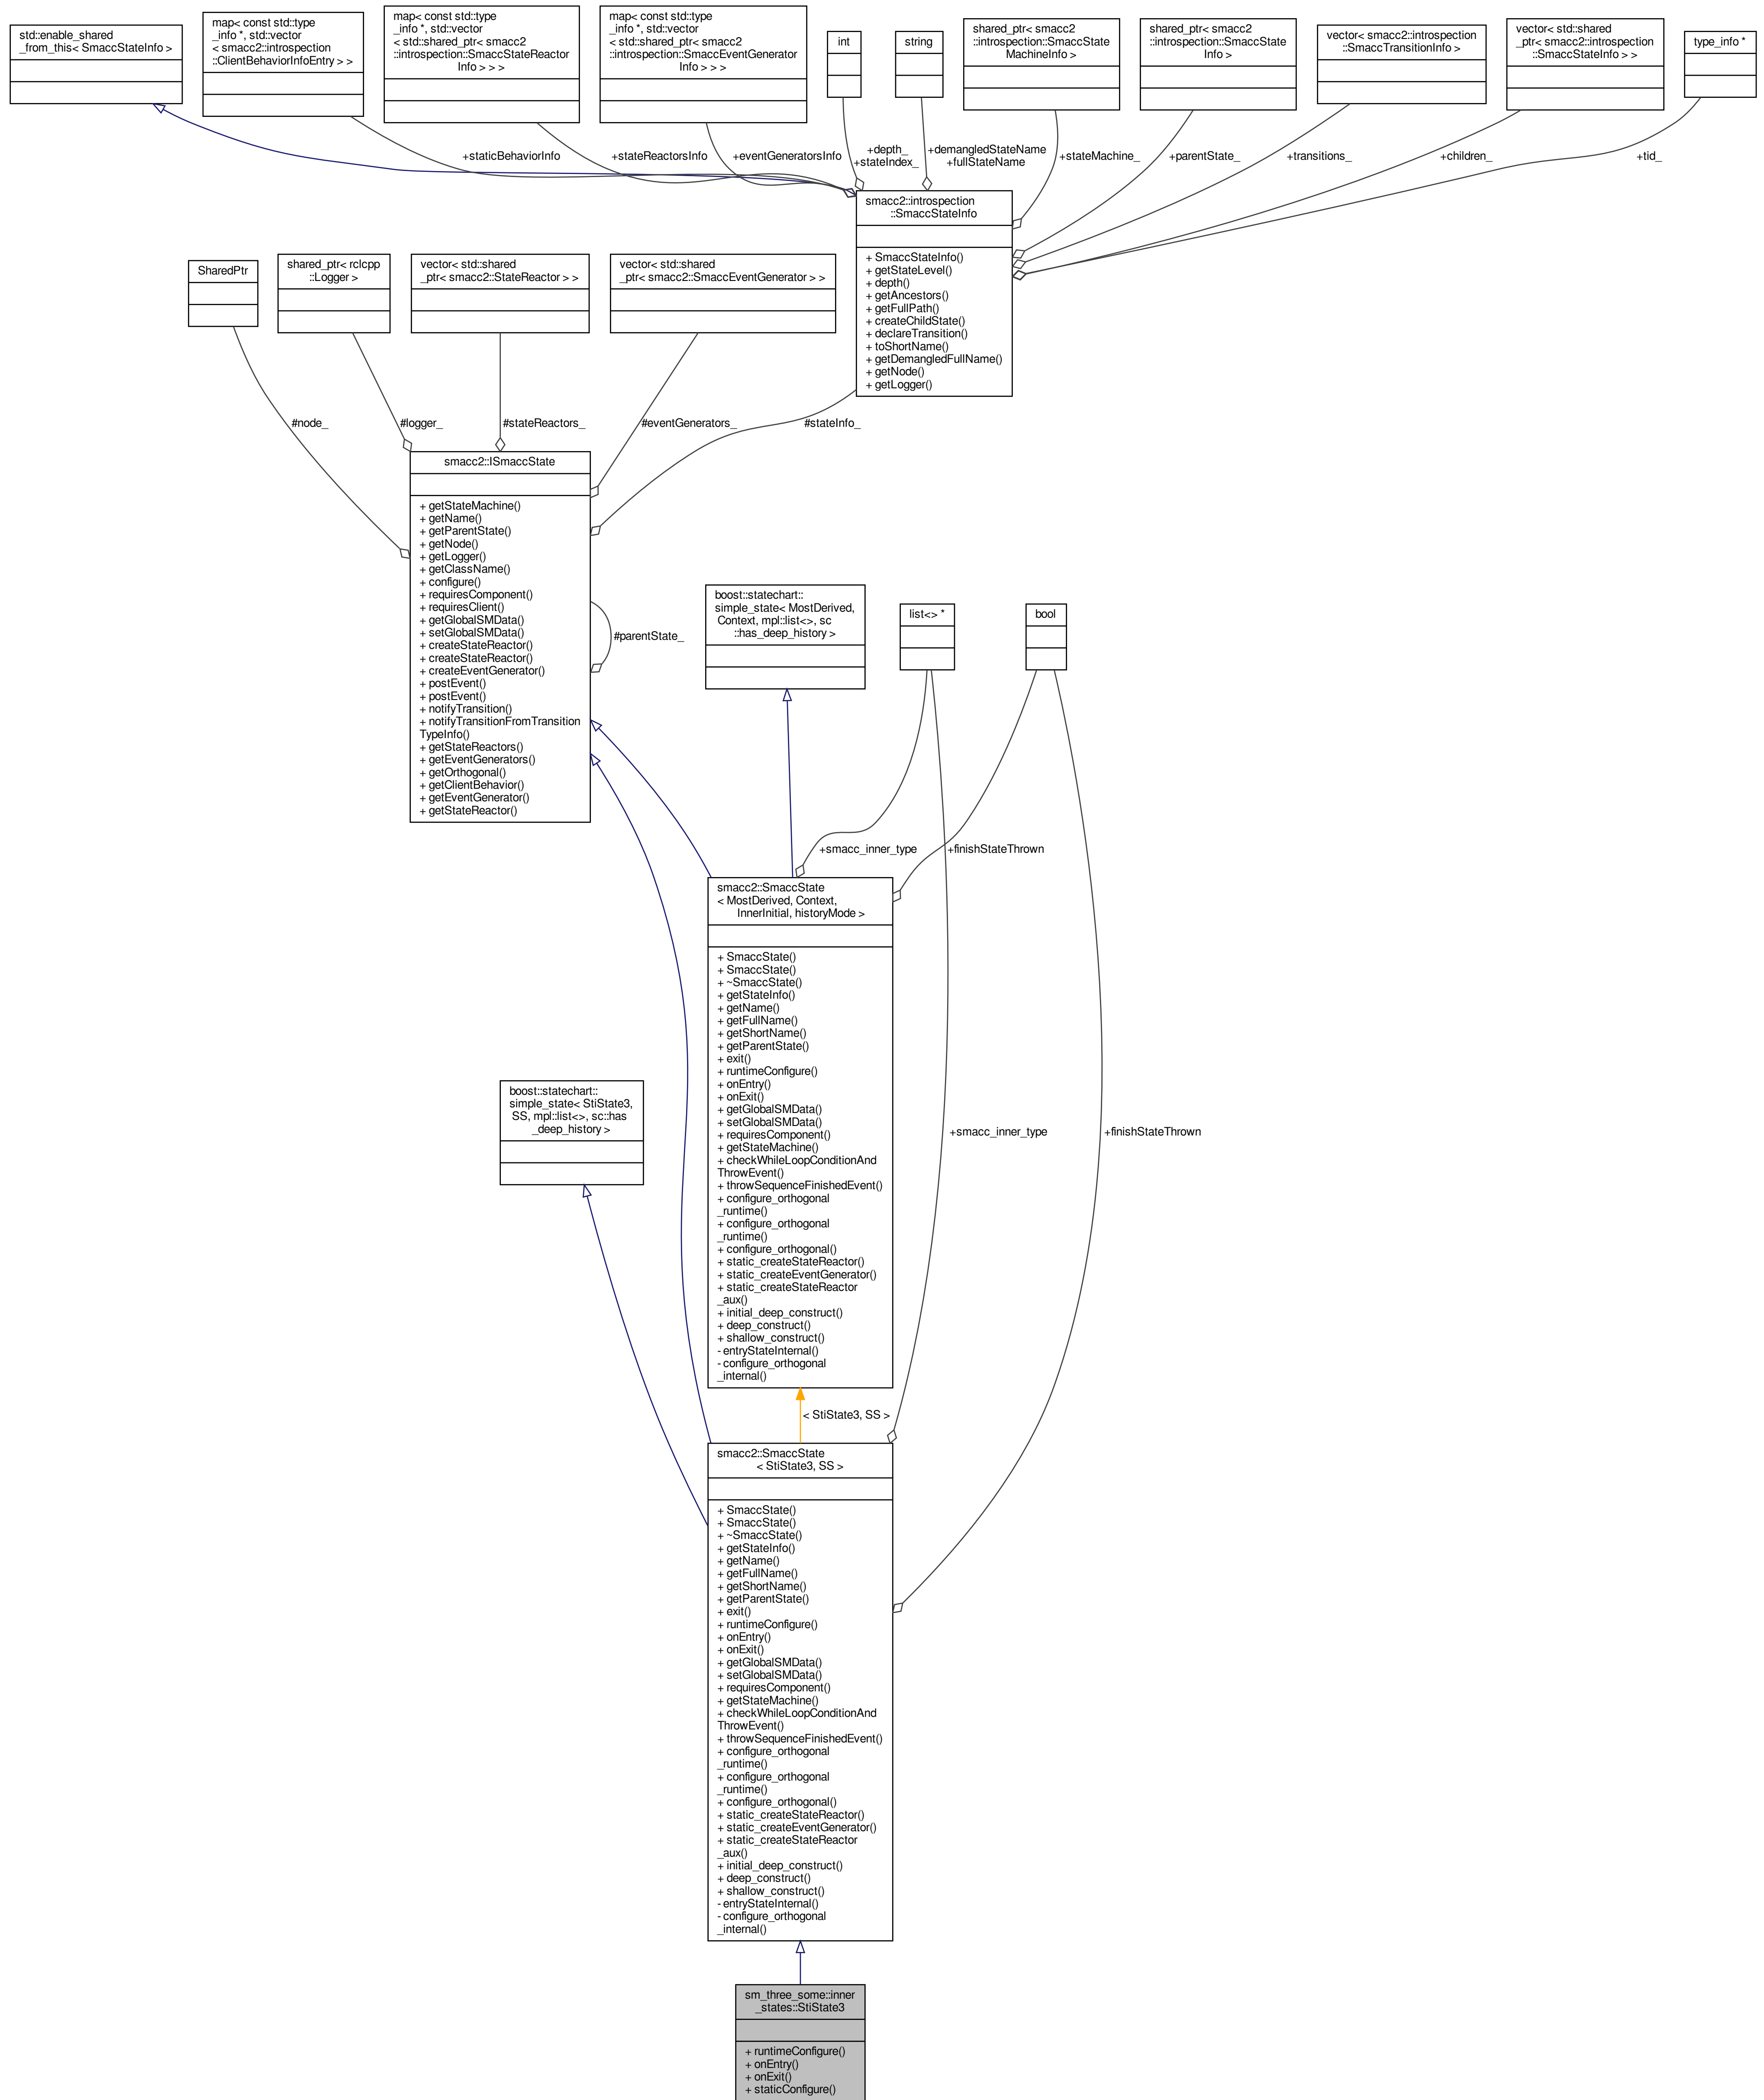 std::enable_shared
_from_this< SmaccStateInfo >
map< const std::type
_info *, std::vector
< smacc2::introspection
::ClientBehaviorInfoEntry > >
map< const std::type
_info *, std::vector
< std::shared_ptr< smacc2
::introspection::SmaccStateReactor
Info > > >
map< const std::type
_info *, std::vector
< std::shared_ptr< smacc2
::introspection::SmaccEventGenerator
Info > > >
int
string
shared_ptr< smacc2
::introspection::SmaccState
MachineInfo >
shared_ptr< smacc2
::introspection::SmaccState
Info >
vector< smacc2::introspection
::SmaccTransitionInfo >
vector< std::shared
_ptr< smacc2::introspection
::SmaccStateInfo > >
type_info *
+staticBehaviorInfo
+stateReactorsInfo
+eventGeneratorsInfo
+depth_
+stateIndex_
+demangledStateName
+fullStateName
+stateMachine_
+parentState_
+transitions_
+children_
+tid_
smacc2::introspection
::SmaccStateInfo
+ SmaccStateInfo()
+ getStateLevel()
+ depth()
+ getAncestors()
+ getFullPath()
+ createChildState()
+ declareTransition()
+ toShortName()
+ getDemangledFullName()
+ getNode()
+ getLogger()
SharedPtr
shared_ptr< rclcpp
::Logger >
vector< std::shared
_ptr< smacc2::StateReactor > >
vector< std::shared
_ptr< smacc2::SmaccEventGenerator > >
#node_
#logger_
#stateReactors_
#eventGenerators_
#stateInfo_
smacc2::ISmaccState
+ getStateMachine()
+ getName()
+ getParentState()
+ getNode()
+ getLogger()
+ getClassName()
+ configure()
+ requiresComponent()
+ requiresClient()
+ getGlobalSMData()
+ setGlobalSMData()
+ createStateReactor()
+ createStateReactor()
+ createEventGenerator()
+ postEvent()
+ postEvent()
+ notifyTransition()
+ notifyTransitionFromTransition
TypeInfo()
+ getStateReactors()
+ getEventGenerators()
+ getOrthogonal()
+ getClientBehavior()
+ getEventGenerator()
+ getStateReactor()
#parentState_
boost::statechart::
simple_state< MostDerived,
Context, mpl::list<>, sc
::has_deep_history >
list<> *
bool
+smacc_inner_type
+finishStateThrown
smacc2::SmaccState
< MostDerived, Context,
InnerInitial, historyMode >
+ SmaccState()
+ SmaccState()
+ ~SmaccState()
+ getStateInfo()
+ getName()
+ getFullName()
+ getShortName()
+ getParentState()
+ exit()
+ runtimeConfigure()
+ onEntry()
+ onExit()
+ getGlobalSMData()
+ setGlobalSMData()
+ requiresComponent()
+ getStateMachine()
+ checkWhileLoopConditionAnd
ThrowEvent()
+ throwSequenceFinishedEvent()
+ configure_orthogonal
_runtime()
+ configure_orthogonal
_runtime()
+ configure_orthogonal()
+ static_createStateReactor()
+ static_createEventGenerator()
+ static_createStateReactor
_aux()
+ initial_deep_construct()
+ deep_construct()
+ shallow_construct()
- entryStateInternal()
- configure_orthogonal
_internal()
boost::statechart::
simple_state< StiState3,
SS, mpl::list<>, sc::has
_deep_history >
+smacc_inner_type
+finishStateThrown
< StiState3, SS >
smacc2::SmaccState
< StiState3, SS >
+ SmaccState()
+ SmaccState()
+ ~SmaccState()
+ getStateInfo()
+ getName()
+ getFullName()
+ getShortName()
+ getParentState()
+ exit()
+ runtimeConfigure()
+ onEntry()
+ onExit()
+ getGlobalSMData()
+ setGlobalSMData()
+ requiresComponent()
+ getStateMachine()
+ checkWhileLoopConditionAnd
ThrowEvent()
+ throwSequenceFinishedEvent()
+ configure_orthogonal
_runtime()
+ configure_orthogonal
_runtime()
+ configure_orthogonal()
+ static_createStateReactor()
+ static_createEventGenerator()
+ static_createStateReactor
_aux()
+ initial_deep_construct()
+ deep_construct()
+ shallow_construct()
- entryStateInternal()
- configure_orthogonal
_internal()
sm_three_some::inner
_states::StiState3
+ runtimeConfigure()
+ onEntry()
+ onExit()
+ staticConfigure()